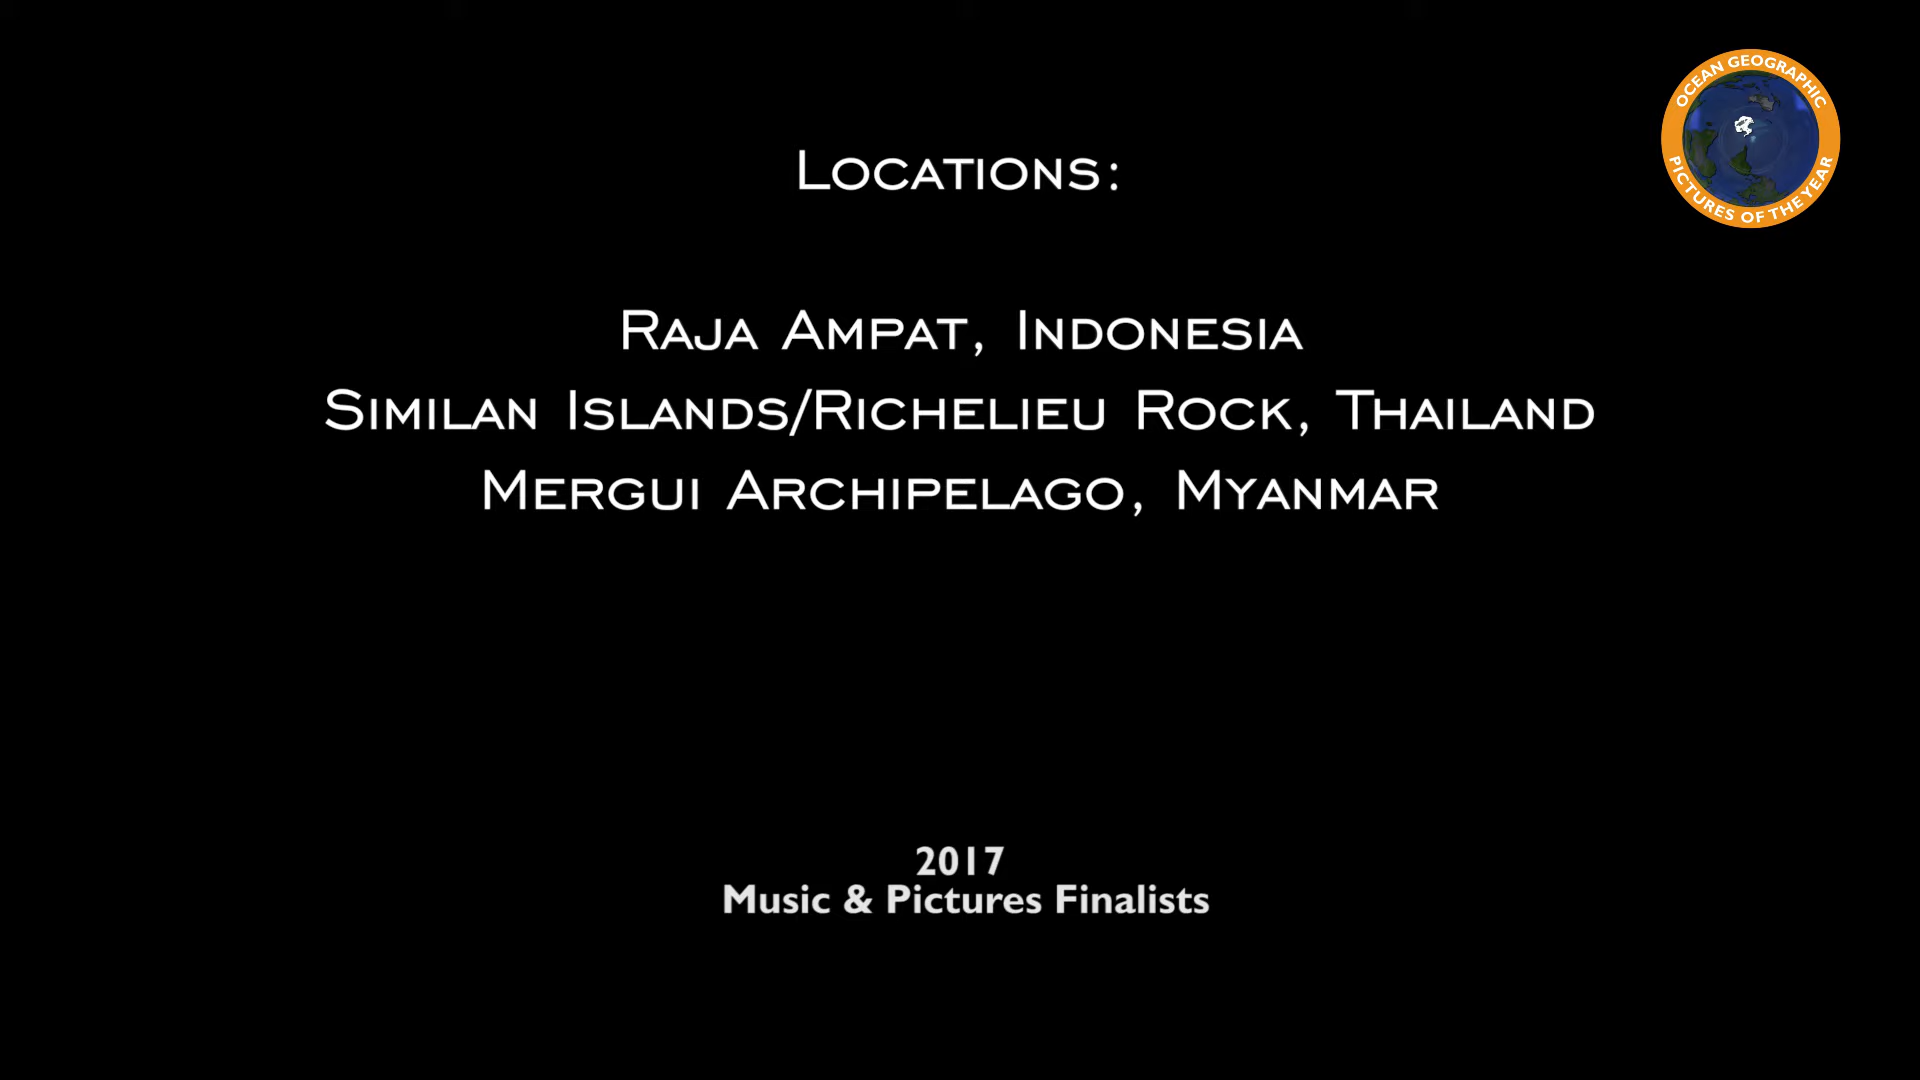 OCEAN GEOGRAPHIC
PICTURES OF THE YEAR
LOCATIONS:
RAJA AMPAT, INDONESIA
SIMILAN ISLANDS/RICHELIEU ROCK, THAILAND
MERGUI ARCHIPELAGO, MYANMAR
2017
Music & Pictures Finalists